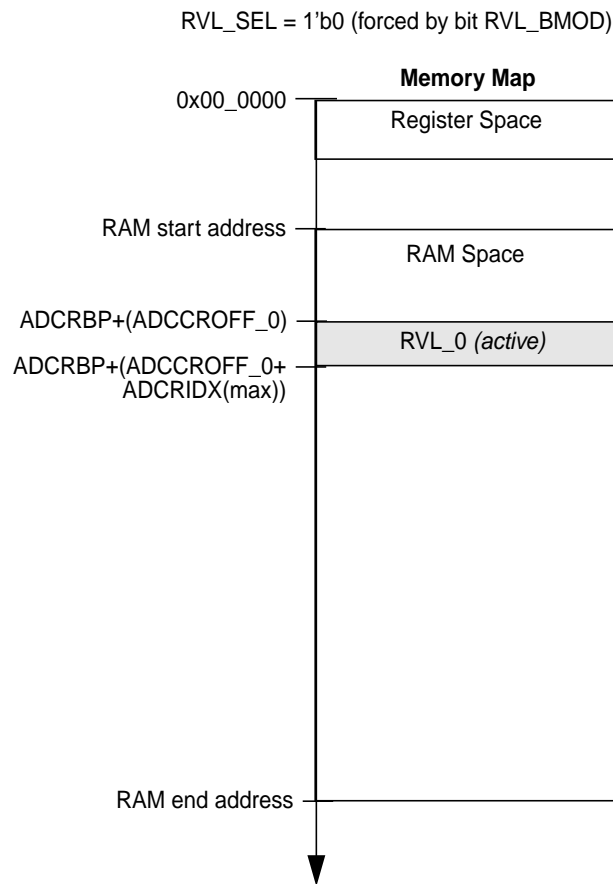 RVL_SEL = 1'b0 (forced by bit RVL_BMOD)
Memory Map
0x00_0000
Register Space
RAM start address
RAM Space
ADCRBP+(ADCCROFF_0)
RVL_0 (active)
ADCRBP+(ADCCROFF_0+
ADCRIDX(max))
RAM end address